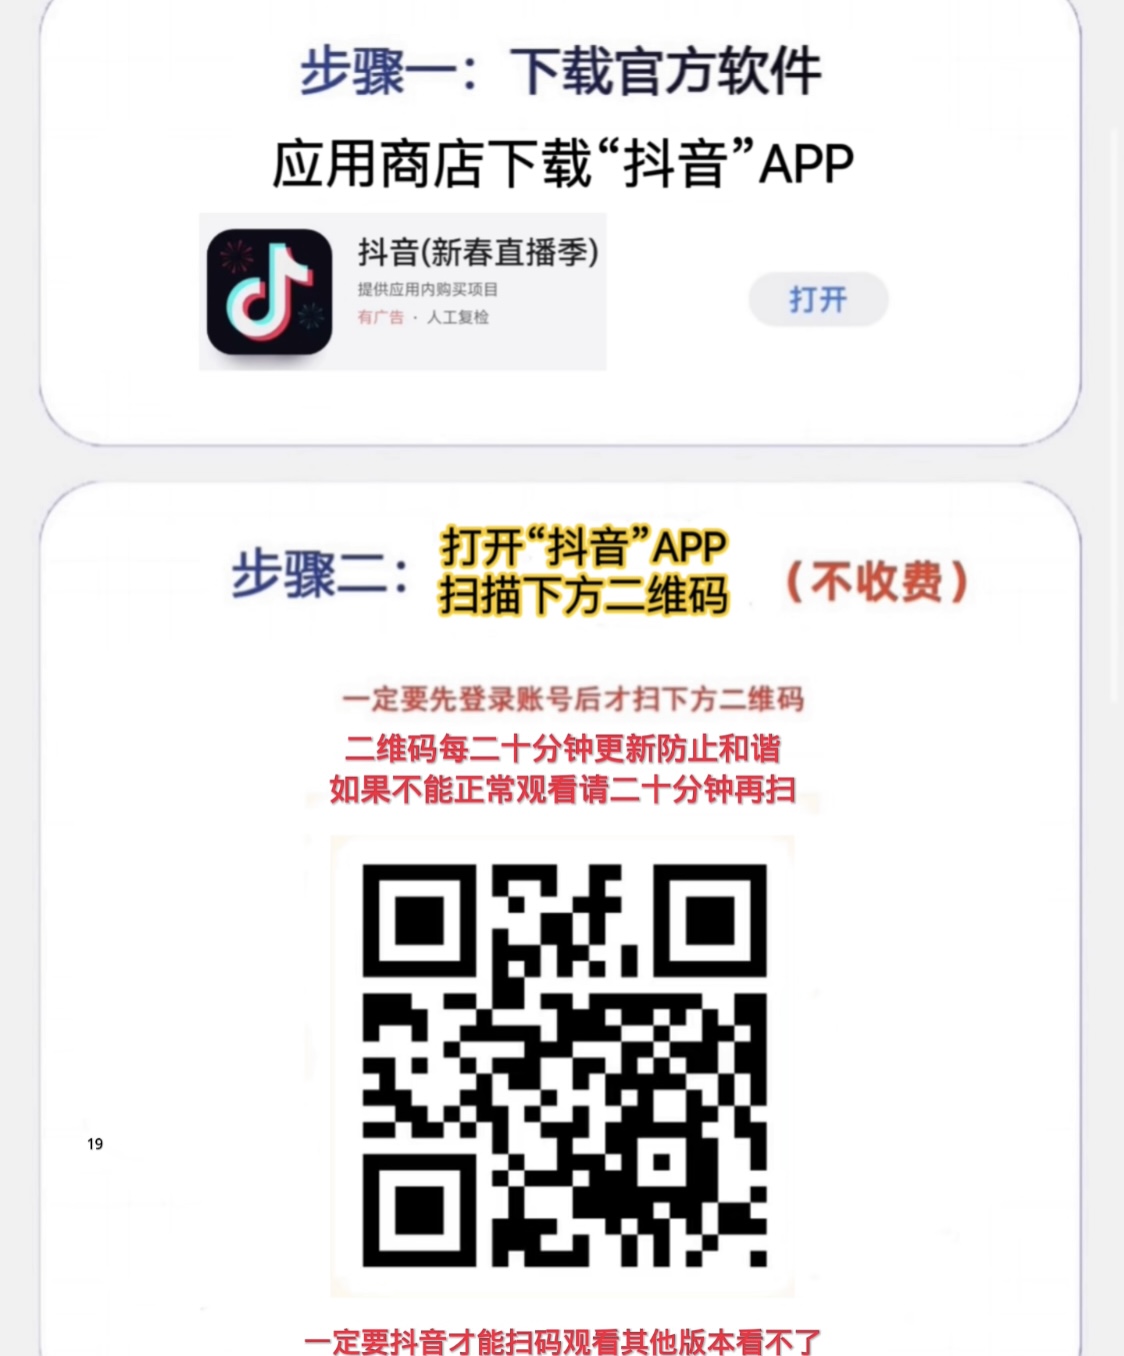 步骤一：下载官方软件
应用商店下载“抖音”APP
抖音(新春直播季)
提供应用内购买项目
有广告 · 人工复检
打开
步骤二：
打开“抖音”APP
扫描下方二维码
（不收费）
一定要先登录账号后才扫下方二维码
二维码每二十分钟更新防止和谐
如果不能正常观看请二十分钟再扫
19
一定要抖音才能扫码观看其他版本看不了